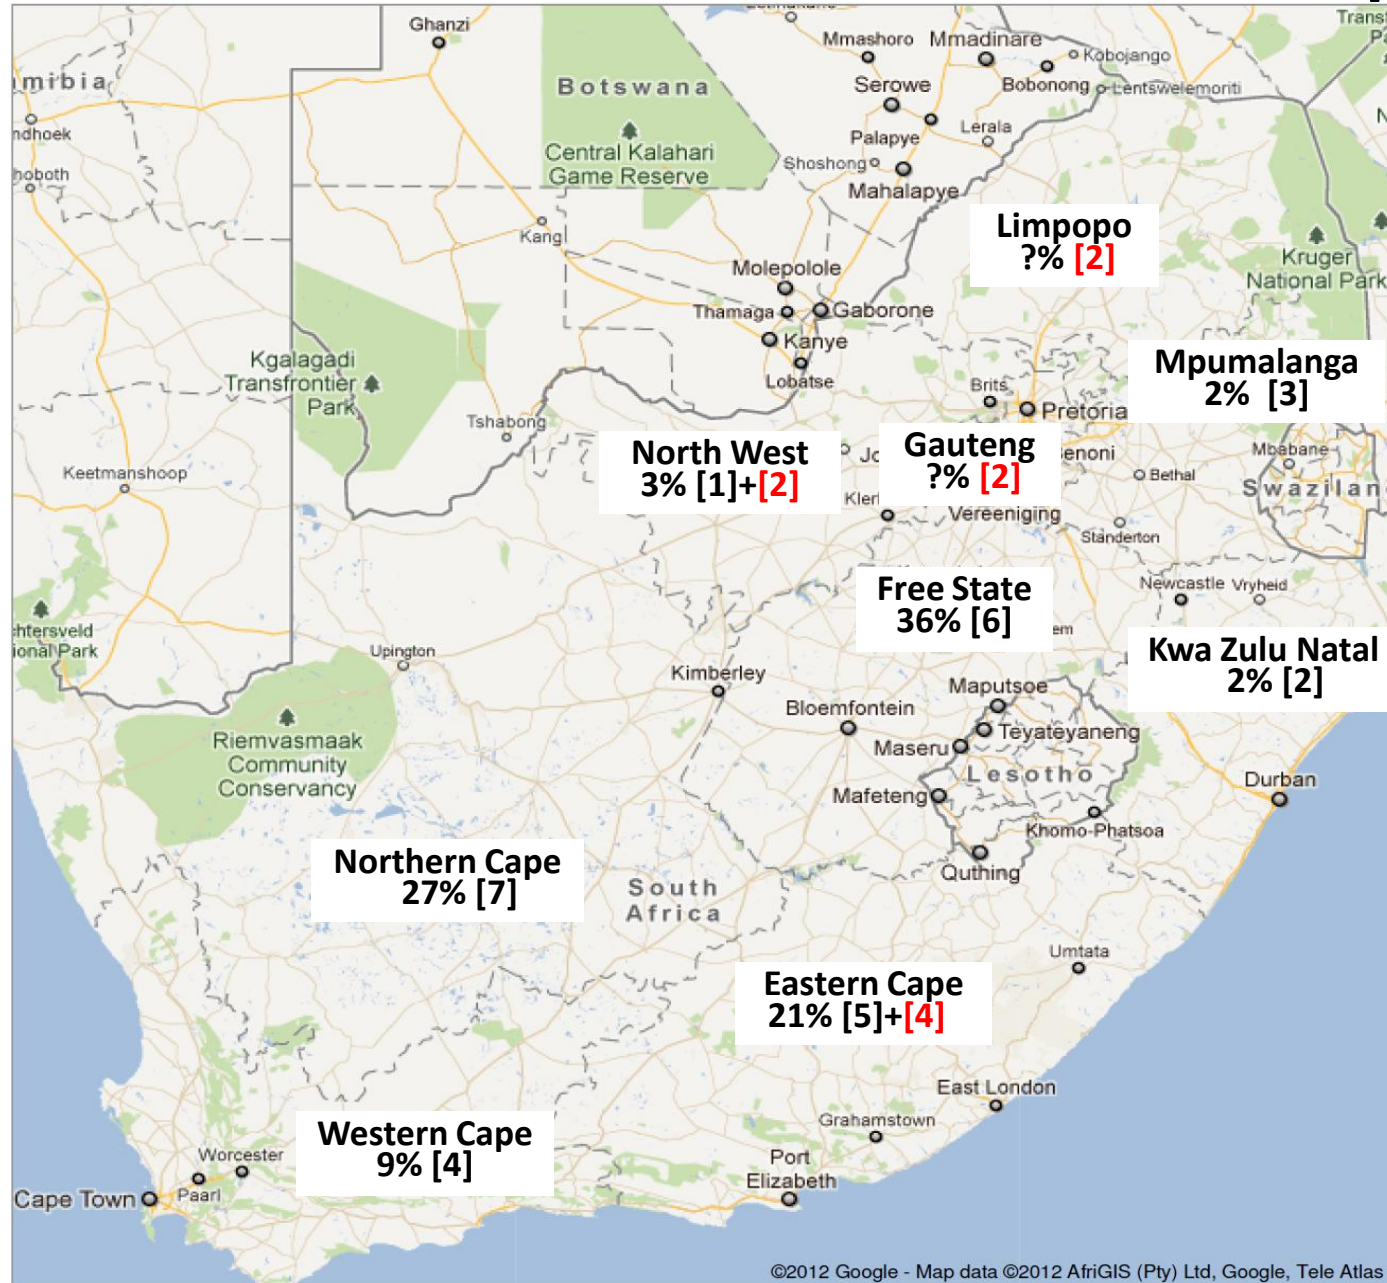 Ghanzi
Mmashoro
Mmadinare
Kobojango
Bobonong
Lentswelemoriti
Serowe
Botswana
Palapye
Lerala
Shoshong
Mahalapye
Central Kalahari
Game Reserve
Kang
Limpopo
?% [2]
Kruger
National Park
Molepolole
Thamaga
Gaborone
Kanye
Lobatse
Kgalagadi
Transfrontier
Park
Mpumalanga
2% [3]
Brits
Pretoria
Tshabong
North West
3% [1]+[2]
Gauteng
?% [2]
Mbabane
Bethal
Keetmanshoop
Vereeniging
Standerton
Free State
36% [6]
Newcastle
Vryheid
Upington
Kimberley
Kwa Zulu Natal
2% [2]
Maputsoe
Bloemfontein
Teyateyaneng
Maseru
Lesotho
Riemvasmaak
Community
Conservancy
Mafeteng
Durban
Khomo-Phatsoa
Quthing
Northern Cape
27% [7]
South
Africa
Umtata
Eastern Cape
21% [5]+[4]
East London
Grahamstown
Western Cape
9% [4]
Worcester
Paarl
Cape Town
Port
Elizabeth
©2012 Google - Map data ©2012 AfriGIS (Pty) Ltd, Google, Tele Atlas